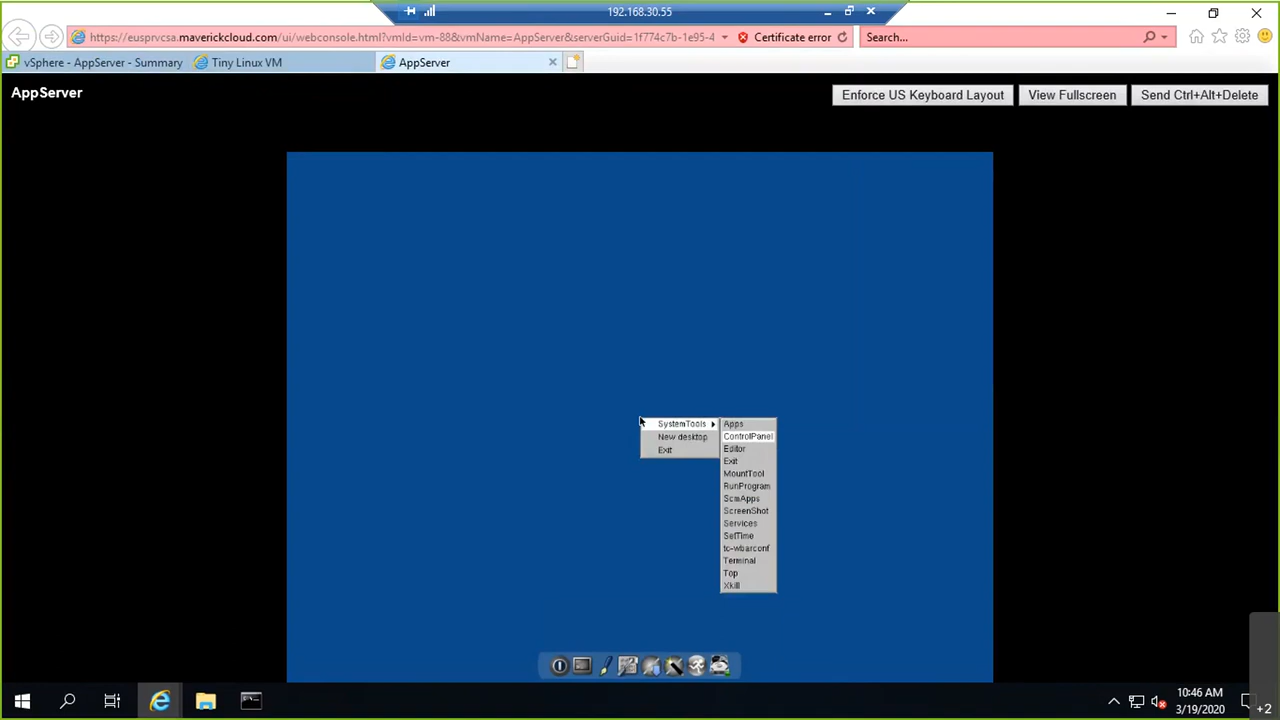 192.168.30.55
https://eusprvcsa.maverickcloud.com/ui/webconsole.html?vmId=vm-88&vmName=AppServer&serverGuid=1f774c7b-1e95-4
Certificate error
Search...
vSphere - AppServer - Summary
Tiny Linux VM
AppServer
AppServer
Enforce US Keyboard Layout
View Fullscreen
Send Ctrl+Alt+Delete
SystemTools
New desktop
Exit
Apps
ControlPanel
Editor
Exit
MountTool
RunProgram
ScmApps
ScreenShot
Services
SetTime
tc-wbarconf
Terminal
Top
Xkill
10:46 AM
3/19/2020
+2